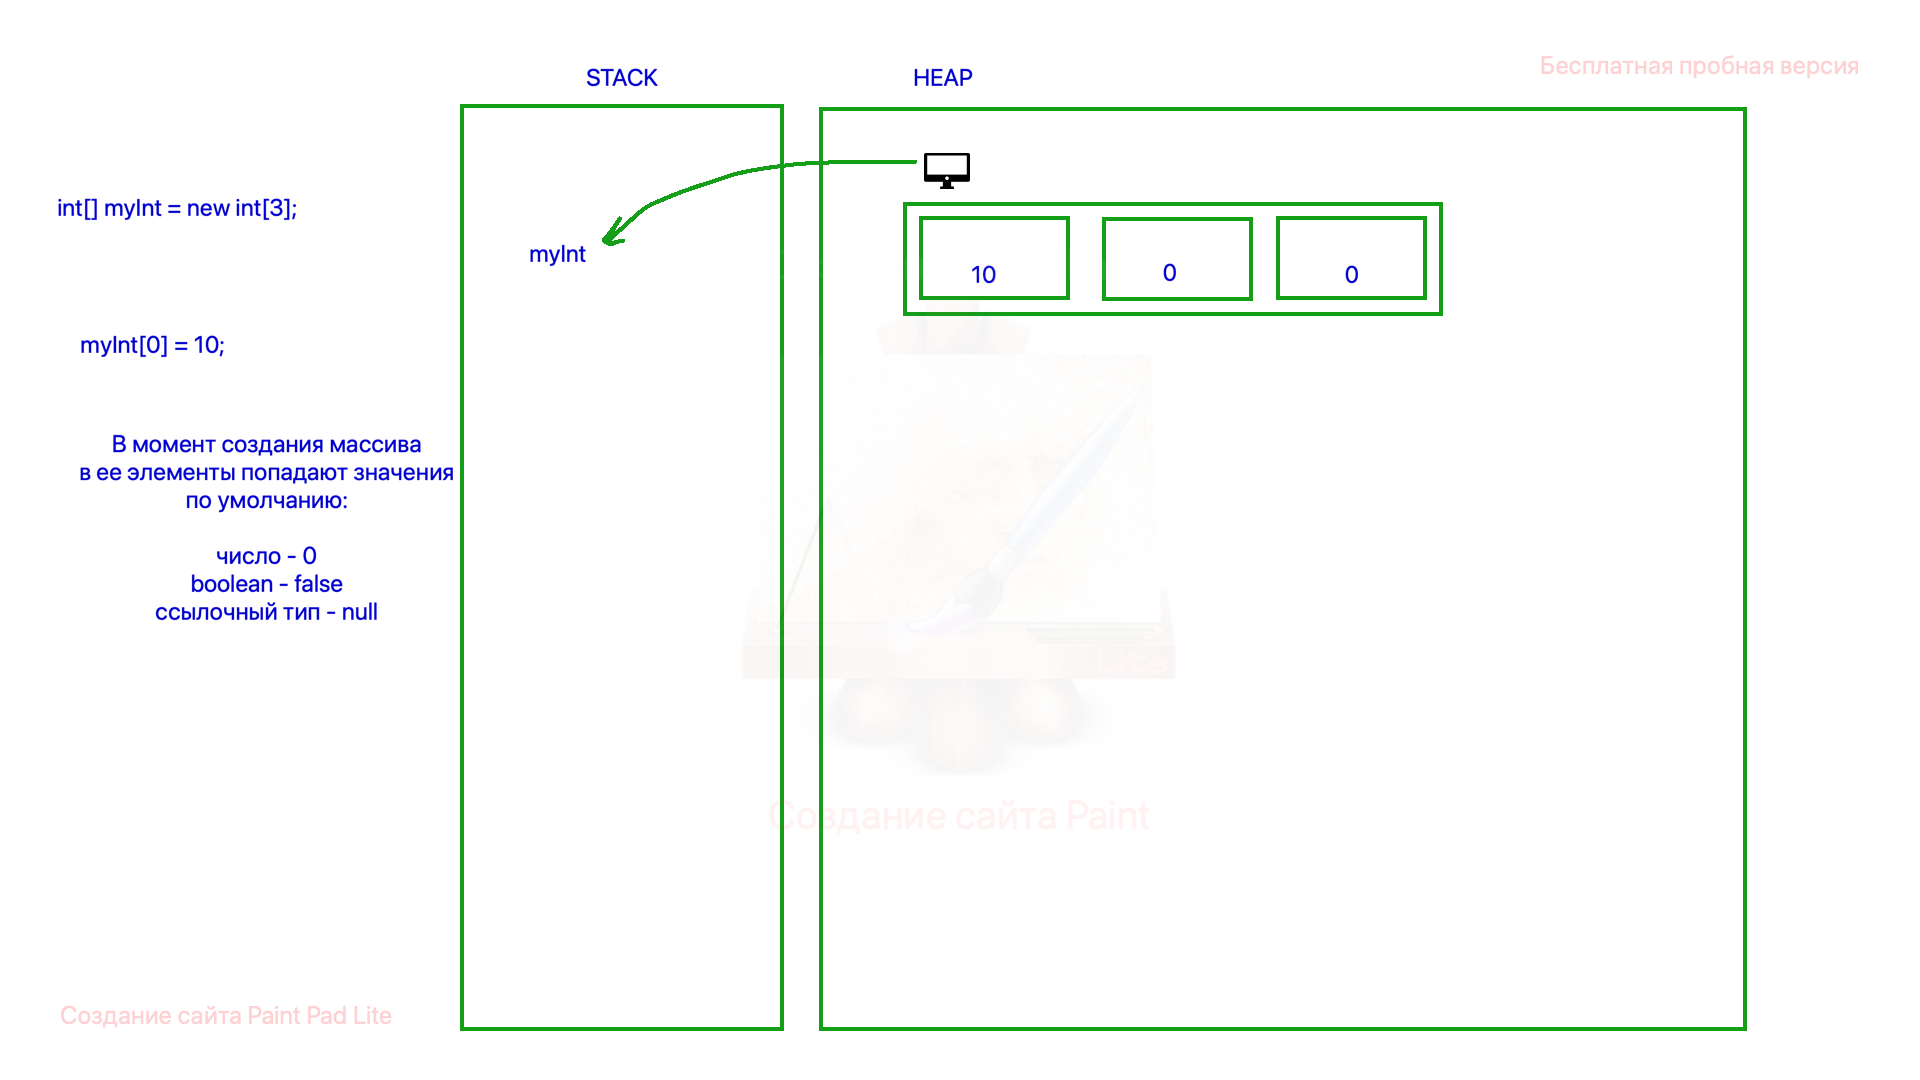 STACK
HEAP
Бесплатная пробная версия
int[] myInt = new int[3];
myInt
10
0
0
myInt[0] = 10;
В момент создания массива
в ее элементы попадают значения
по умолчанию:
число - 0
boolean - false
ссылочный тип - null
Lite
Создание сайта Paint
Создание сайта Paint Pad Lite